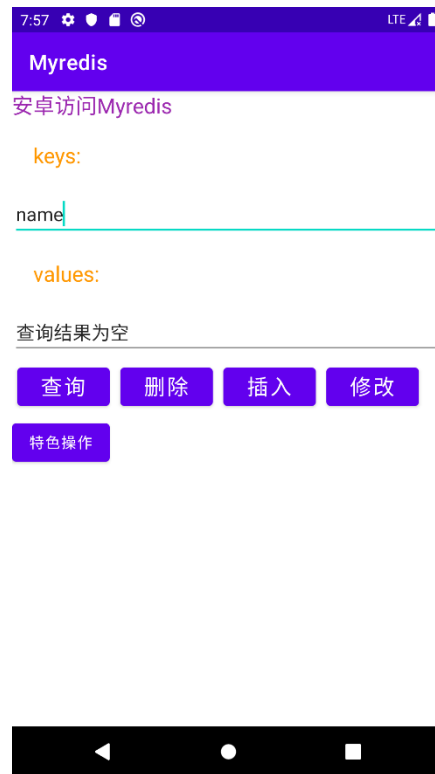 7:57 LTE
Myredis
安卓访问Myredis
keys:
name
values:
查询结果为空
查询 删除 插入 修改
特色操作